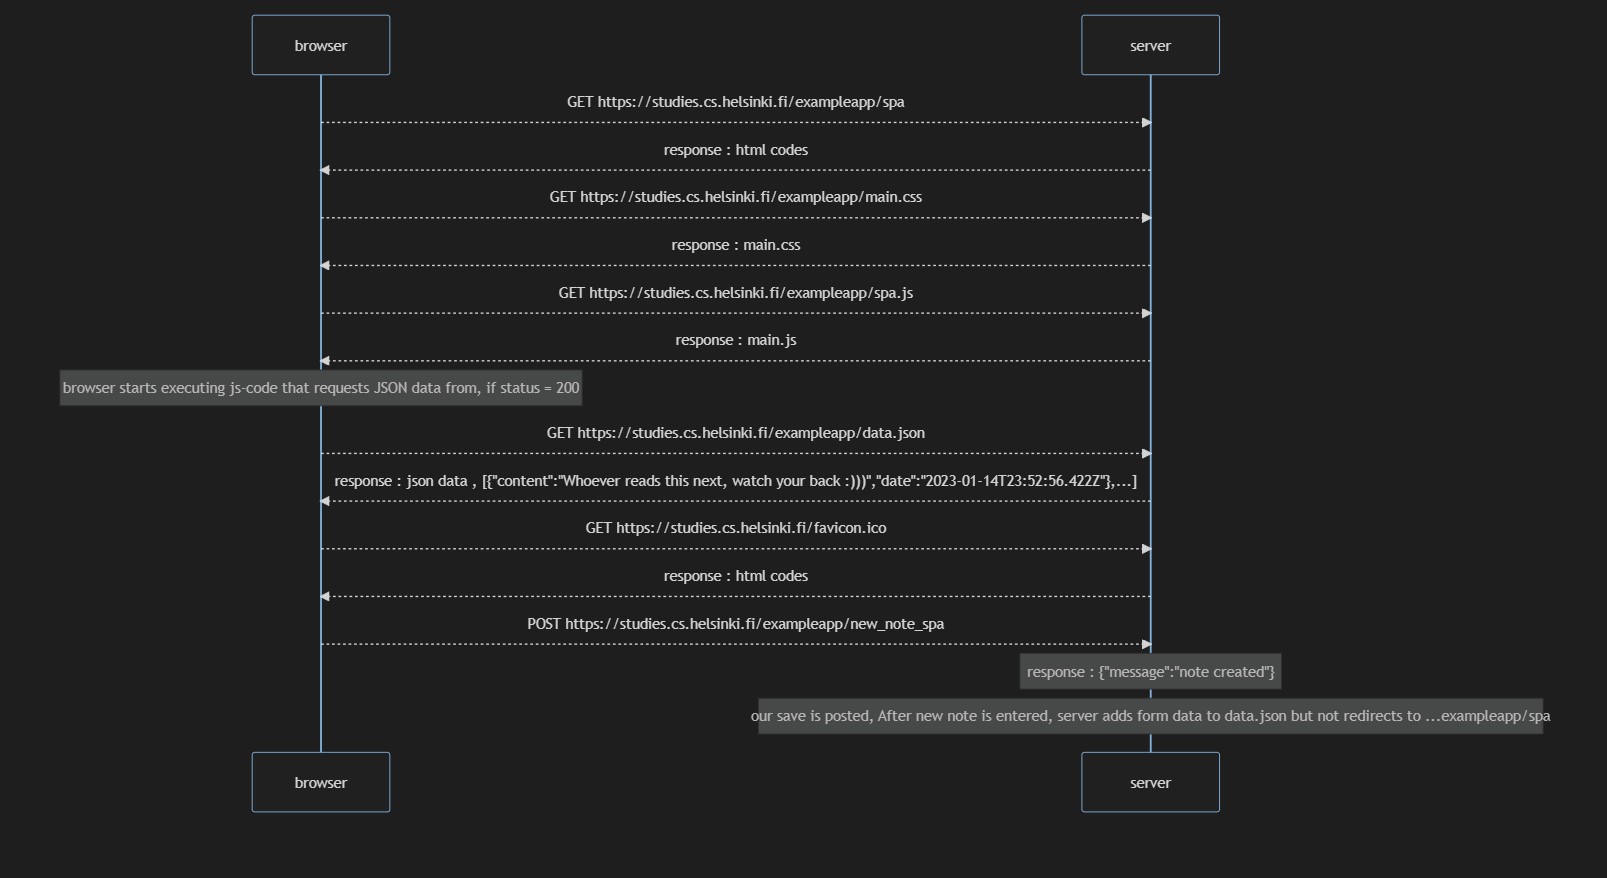 browser
server
GET https://studies.cs.helsinki.fi/exampleapp/spa
response : html codes
GET https://studies.cs.helsinki.fi/exampleapp/main.css
response : main.css
GET https://studies.cs.helsinki.fi/exampleapp/spa.js
response : main.js
browser starts executing js-code that requests JSON data from, if status = 200
GET https://studies.cs.helsinki.fi/exampleapp/data.json
response : json data , [{"content":"Whoever reads this next, watch your back :)))","date":"2023-01-14T23:52:56.422Z"},...]
GET https://studies.cs.helsinki.fi/favicon.ico
response : html codes
POST https://studies.cs.helsinki.fi/exampleapp/new_note_spa
response : {"message":"note created"}
our save is posted, After new note is entered, server adds form data to data.json but not redirects to ...exampleapp/spa
browser
server